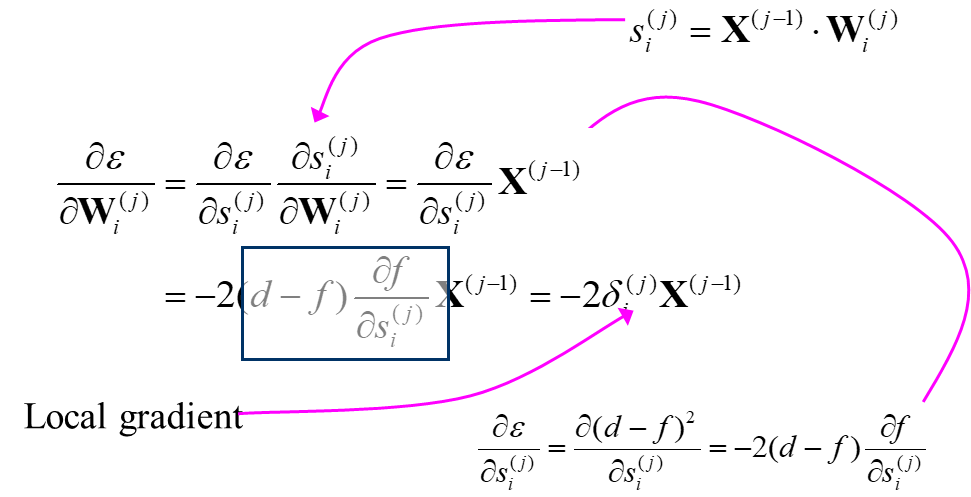 s_i^{(j)} = X^{(j−1)} · W_i^{(j)}
∂ε/∂W_i^{(j)} = ∂ε/∂s_i^{(j)} ∂s_i^{(j)}/∂W_i^{(j)} = ∂ε/∂s_i^{(j)} X^{(j−1)}
= −2(d − f) ∂f/∂s_i^{(j)} X^{(j−1)} = −2δ_i^{(j)} X^{(j−1)}
Local gradient
∂ε/∂s_i^{(j)} = ∂(d − f)^2/∂s_i^{(j)} = −2(d − f) ∂f/∂s_i^{(j)}